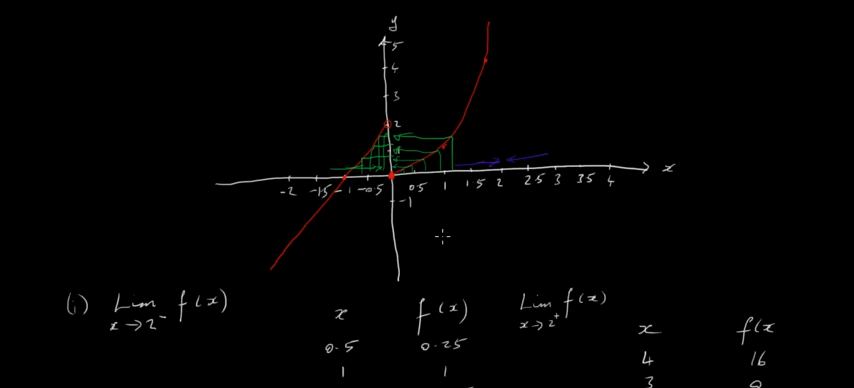 y
5
4
3
2
-2 -1.5 -1 -0.5 0.5 1 1.5 2 2.5 3 3.5 4 x
-1
(i) Lim f(x) x f(x) Lim f(x)
x→2⁻ x→2⁺ x f(x
0.5 0.25 4 16
1 1 3